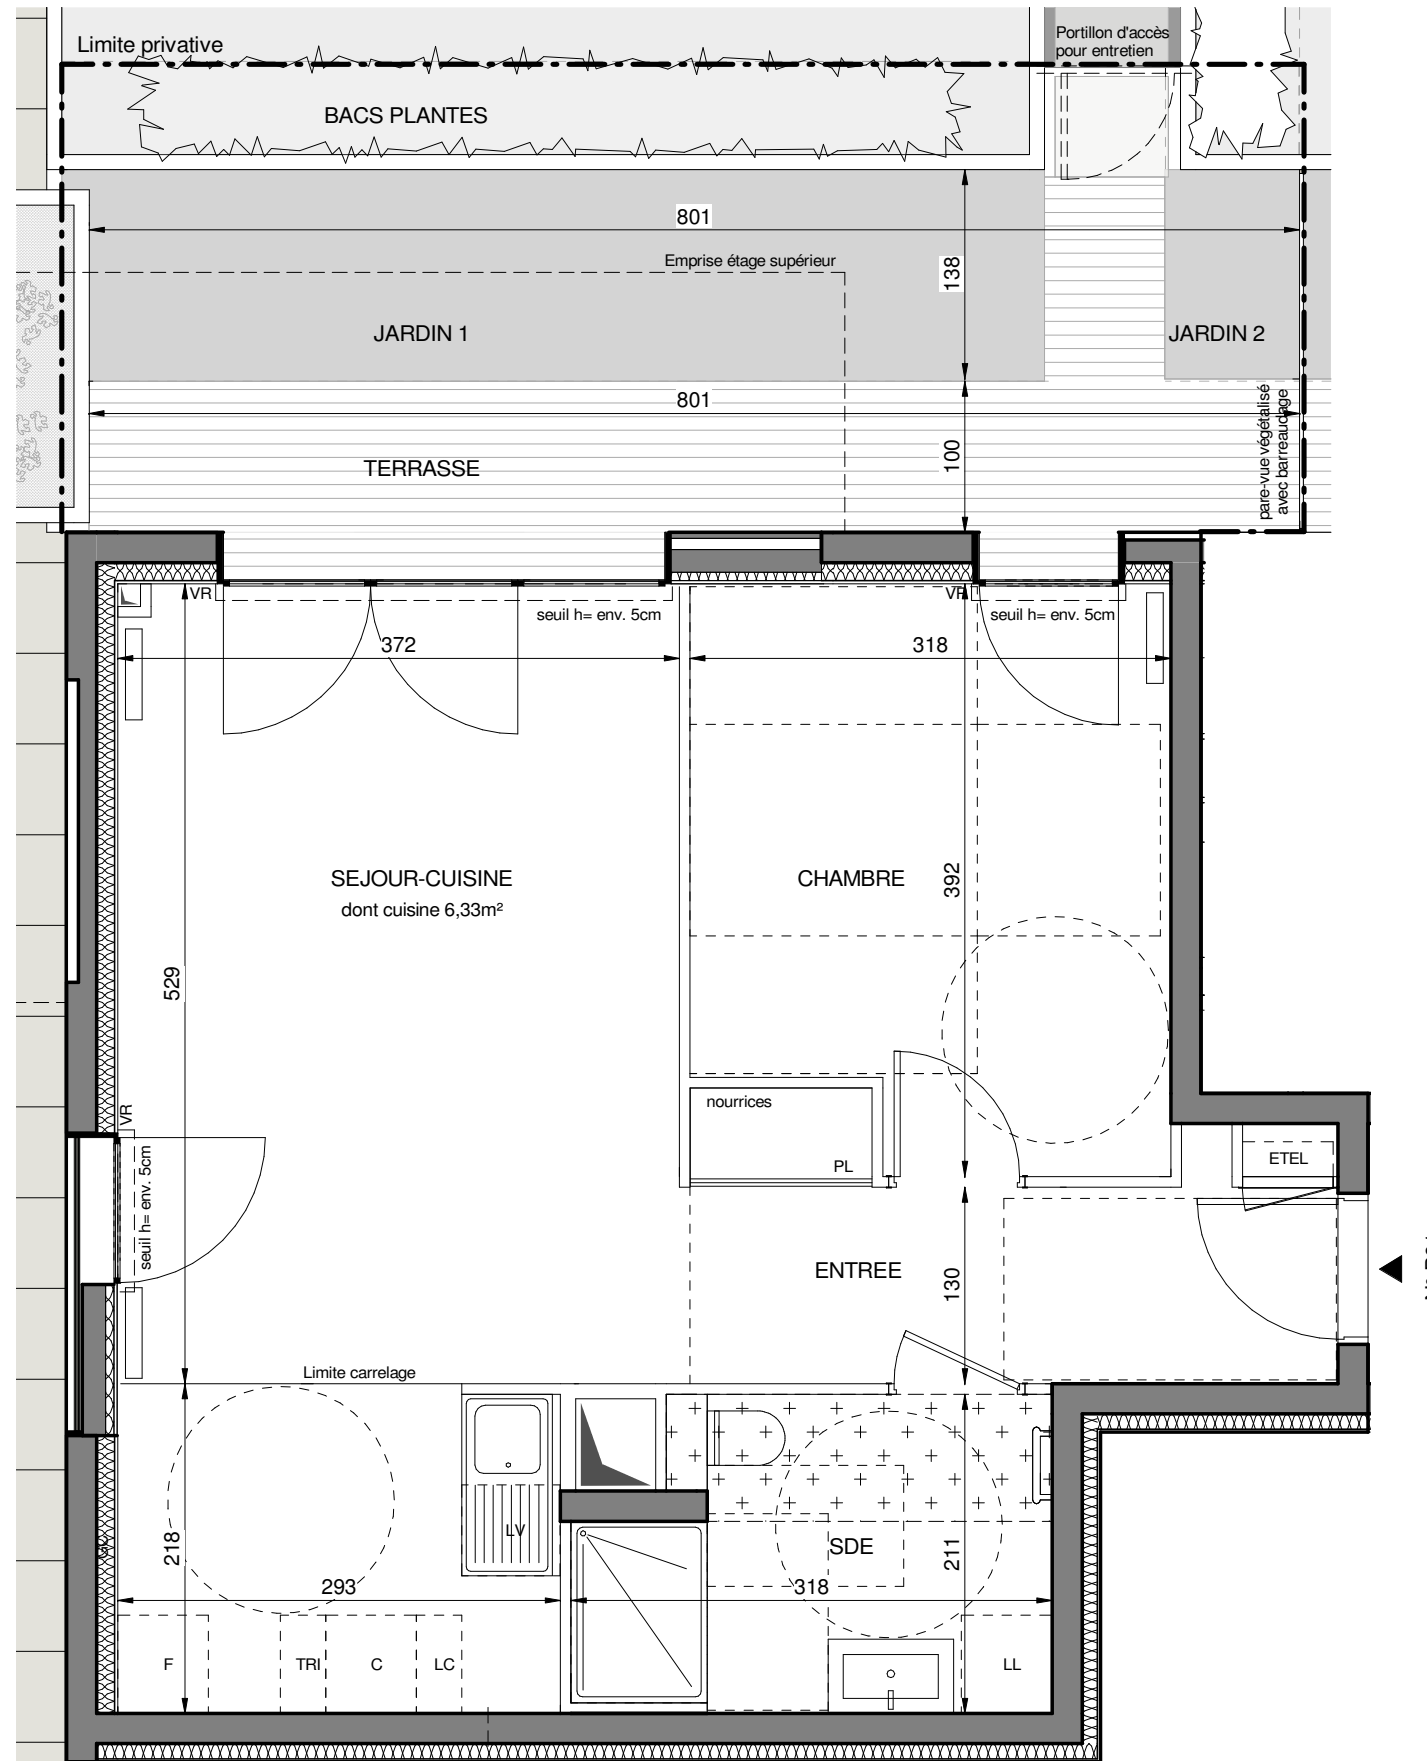 Limite privative
Portillon d'accès
pour entretien
BACS PLANTES
801
Emprise étage supérieur
138
JARDIN 1
JARDIN 2
801
100
TERRASSE
pare-vue végétalisé
avec barreaudage
VR
seuil h= env. 5cm
VR
seuil h= env. 5cm
372
318
SEJOUR-CUISINE
dont cuisine 6,33m²
CHAMBRE
392
529
nourrices
PL
VR
seuil h= env. 5cm
ETEL
ENTREE
130
Limite carrelage
218
LV
SDE
211
293
318
F
TRI
C
LC
LL